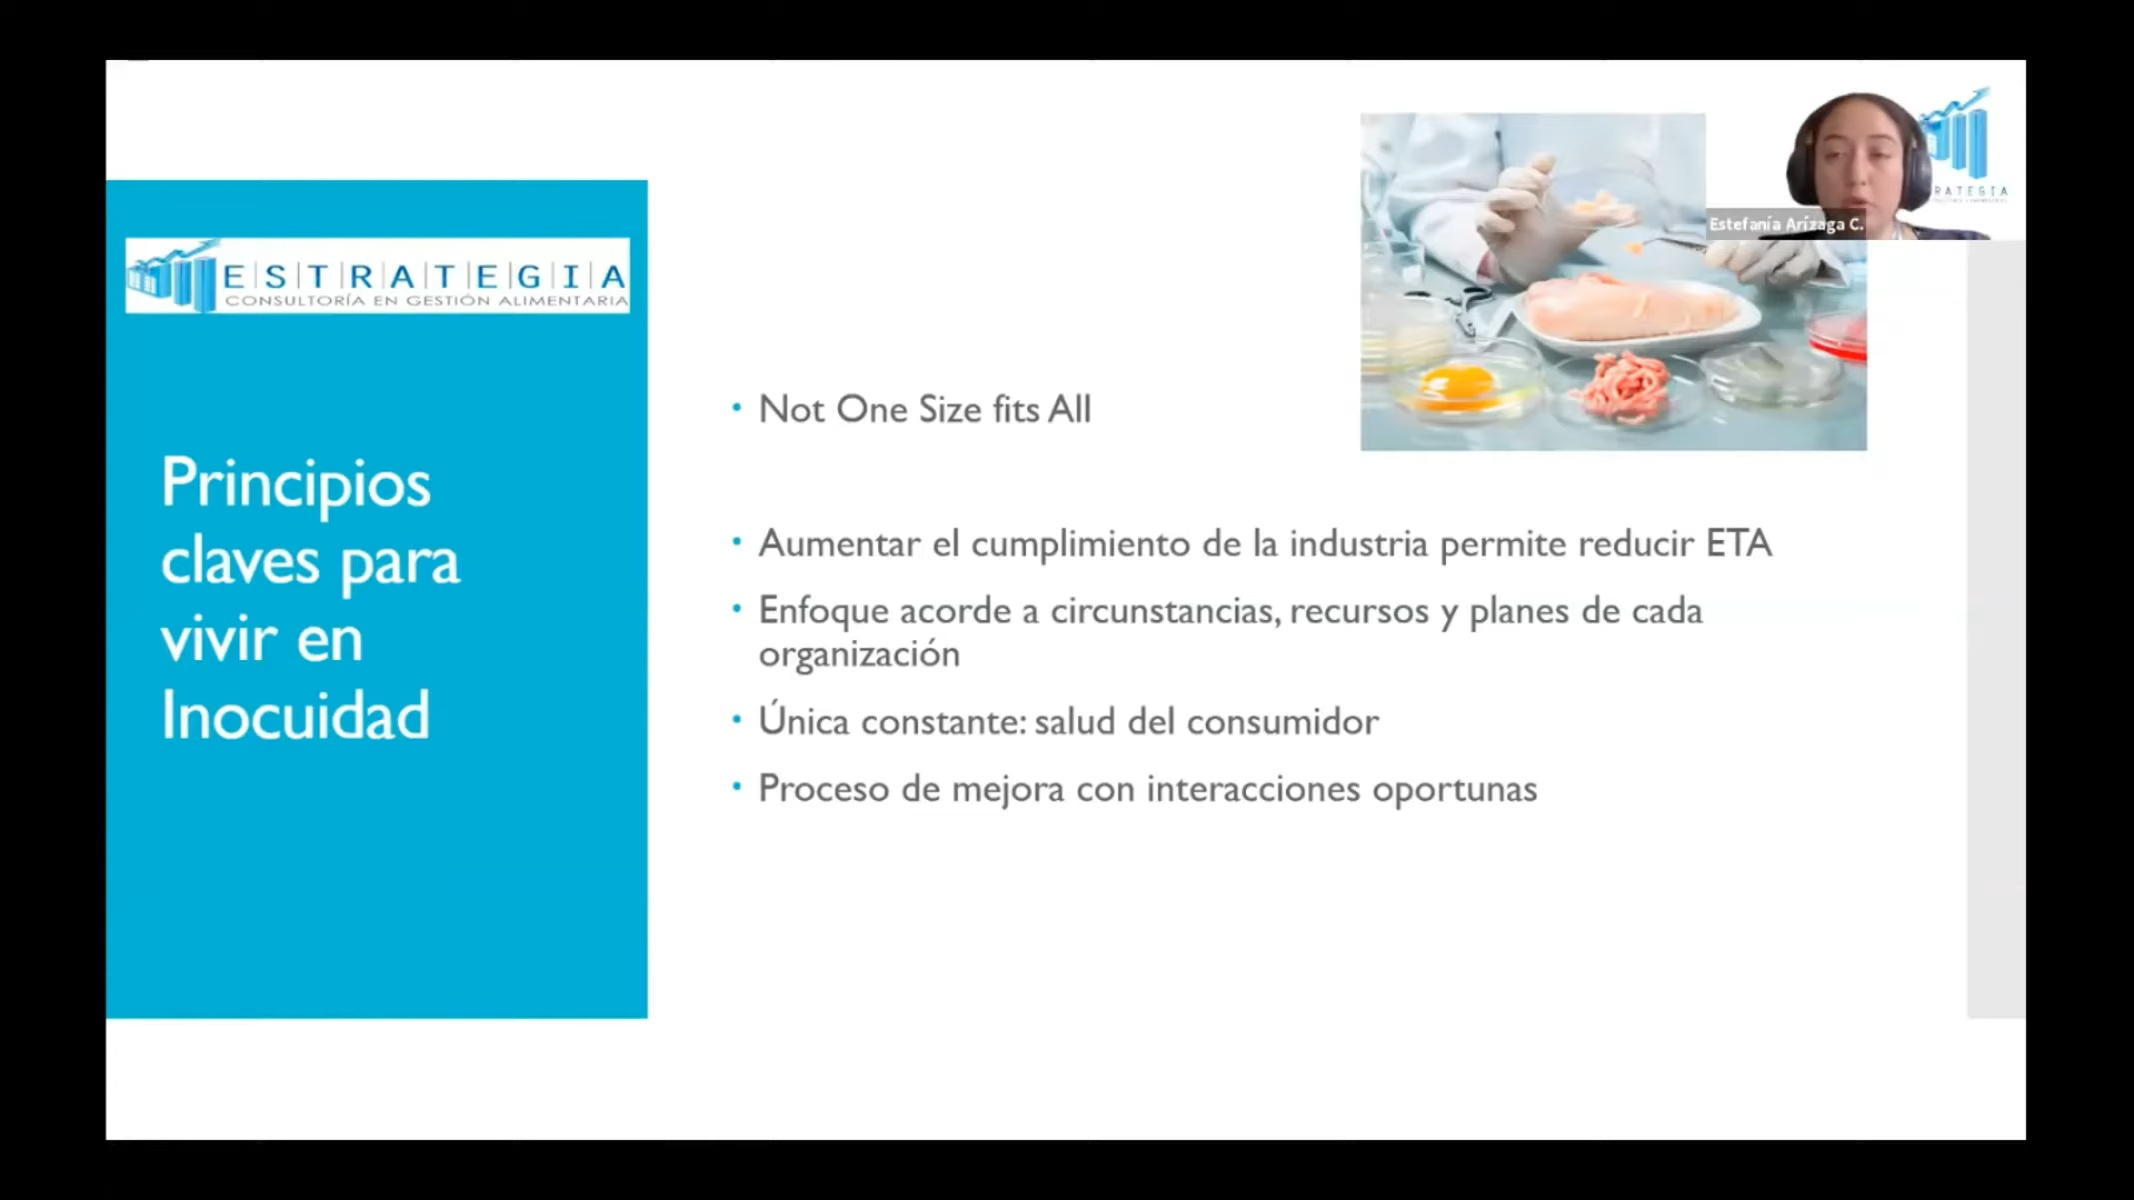 E|S|T|R|A|T|E|G|I|A
CONSULTORÍA EN GESTIÓN ALIMENTARIA
Principios
claves para
vivir en
Inocuidad
• Not One Size fits All
• Aumentar el cumplimiento de la industria permite reducir ETA
• Enfoque acorde a circunstancias, recursos y planes de cada
organización
• Única constante: salud del consumidor
• Proceso de mejora con interacciones oportunas
RATEGIA
Estefanía Arízaga C.